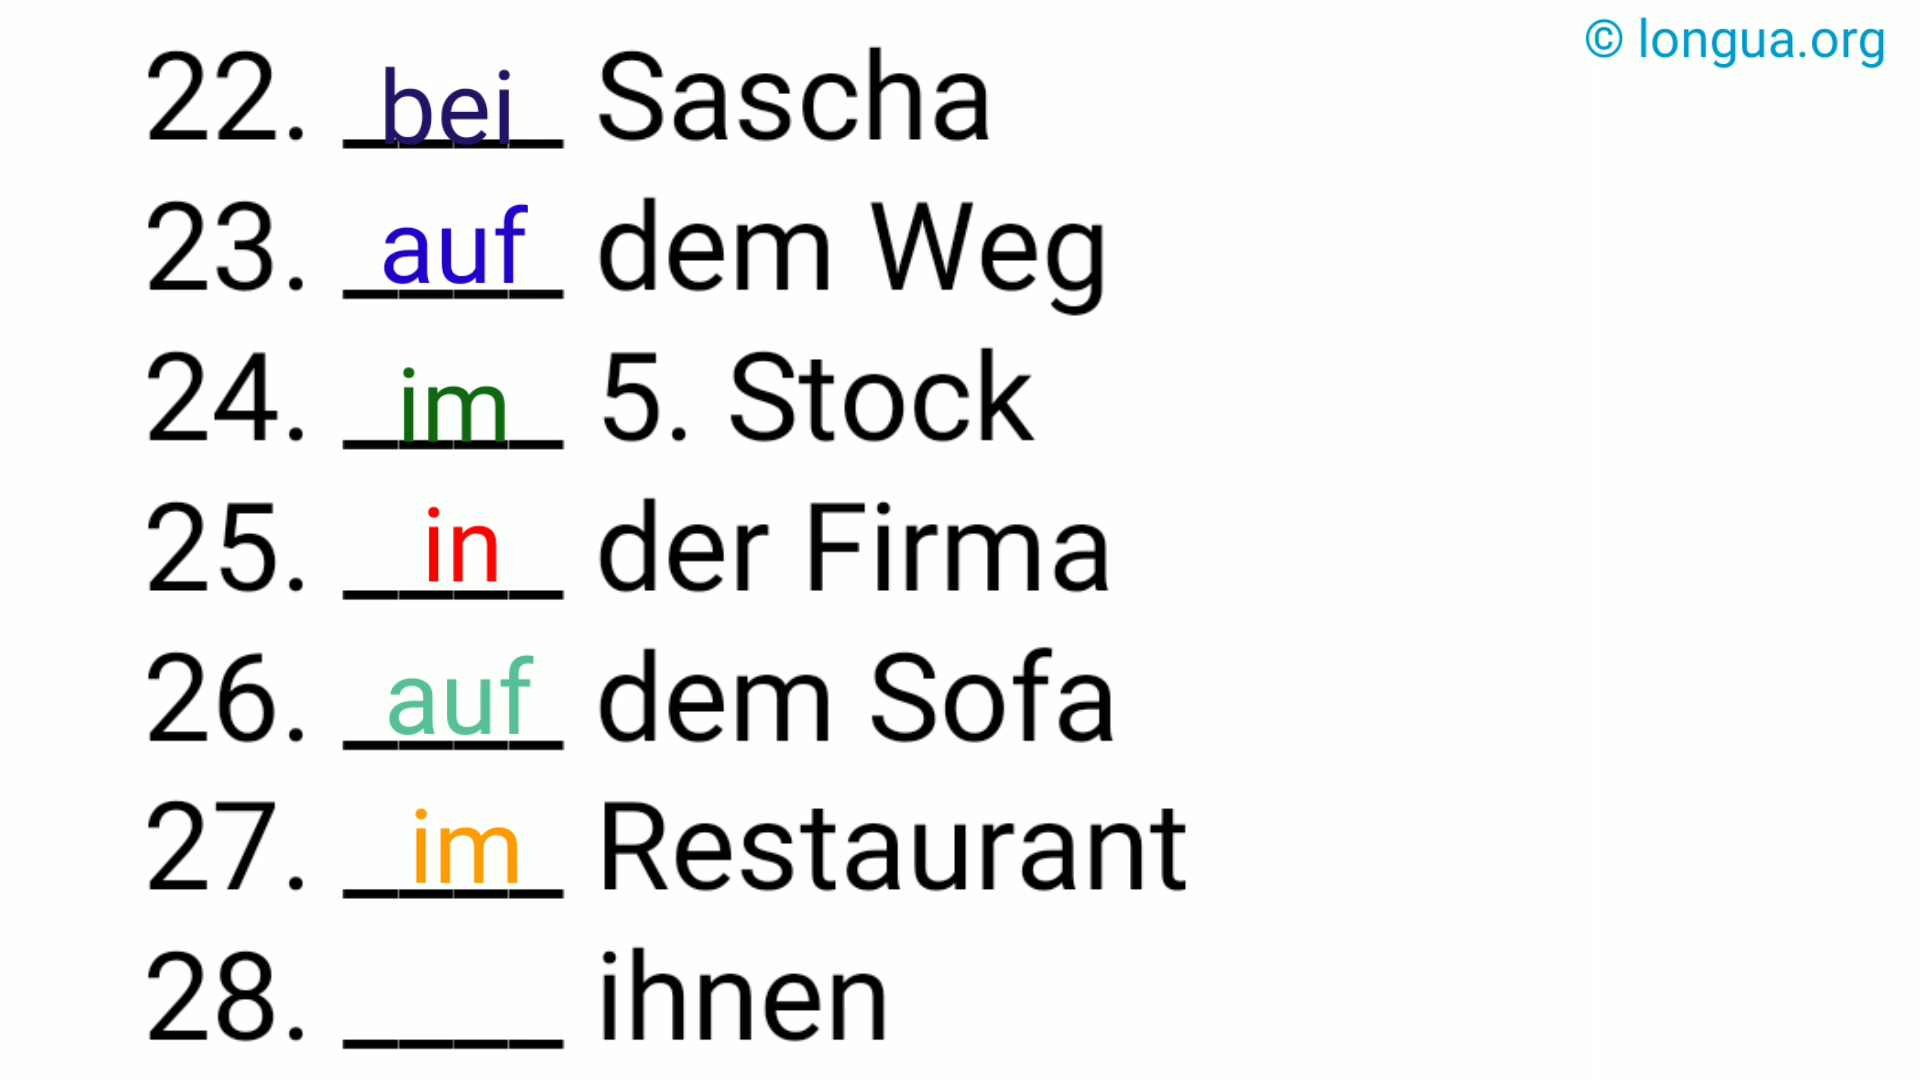 © longua.org
22. bei Sascha
23. auf dem Weg
24. im 5. Stock
25. in der Firma
26. auf dem Sofa
27. im Restaurant
28. ____ ihnen